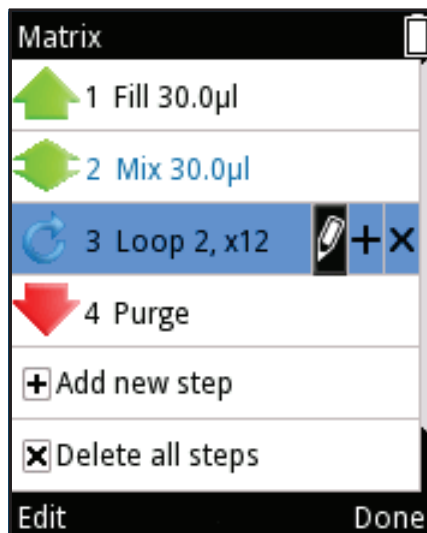 Matrix
1 Fill 30.0µl
2 Mix 30.0µl
3 Loop 2, x12
4 Purge
Add new step
Delete all steps
Edit Done